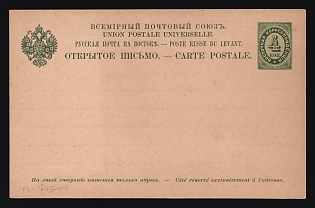 ВСЕМІРНЫЙ ПОЧТОВЫЙ СОЮЗЪ.
UNION POSTALE UNIVERSELLE.
РУССКАЯ ПОЧТА НА ВОСТОКѢ. — POSTE RUSSE DU LEVANT.
ОТКРЫТОЕ ПИСЬМО. — CARTE POSTALE.
4
На этой сторонѣ пишется только адресъ. — Côté réservé exclusivement à l'adresse.